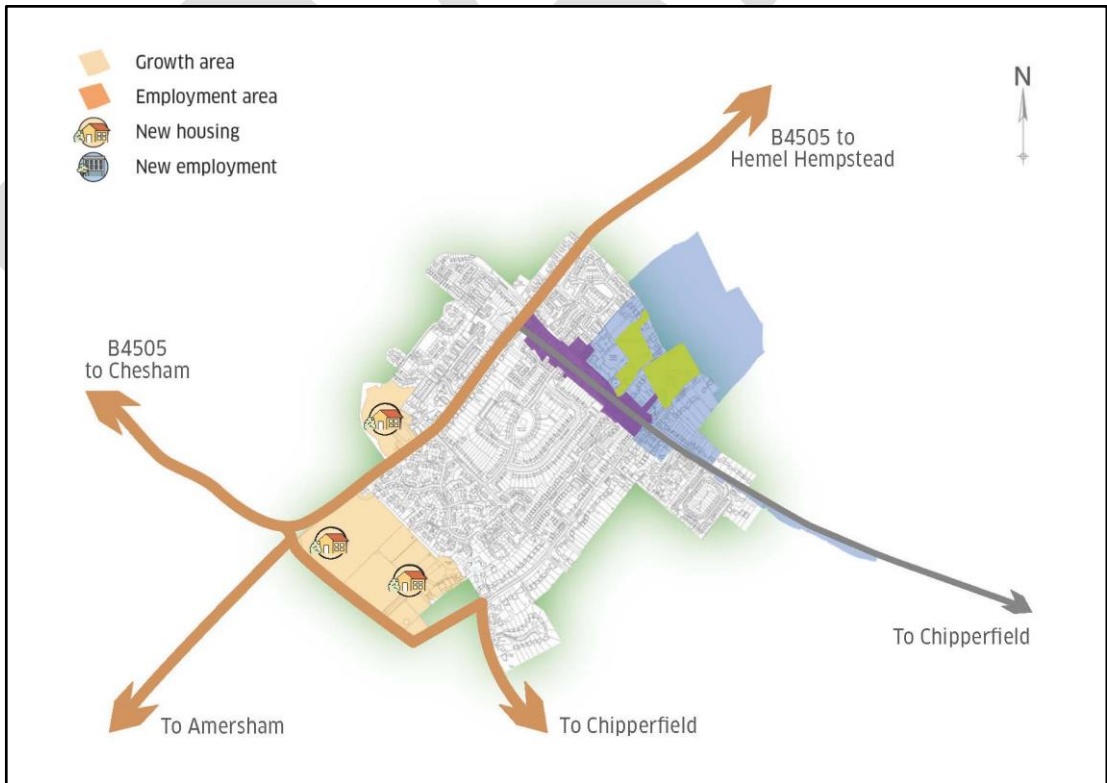 Growth area
Employment area
New housing
New employment
N
B4505 to
Hemel Hempstead
B4505
to Chesham
To Chipperfield
To Amersham
To Chipperfield